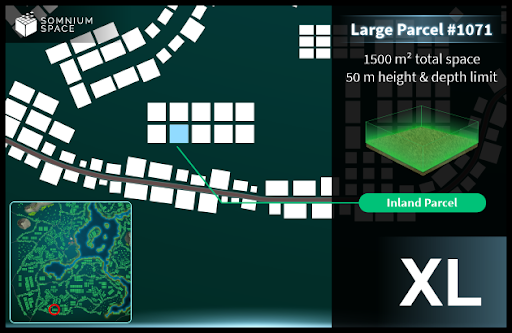 SOMNIUM
SPACE
Large Parcel #1071
1500 m² total space
50 m height & depth limit
Inland Parcel
XL